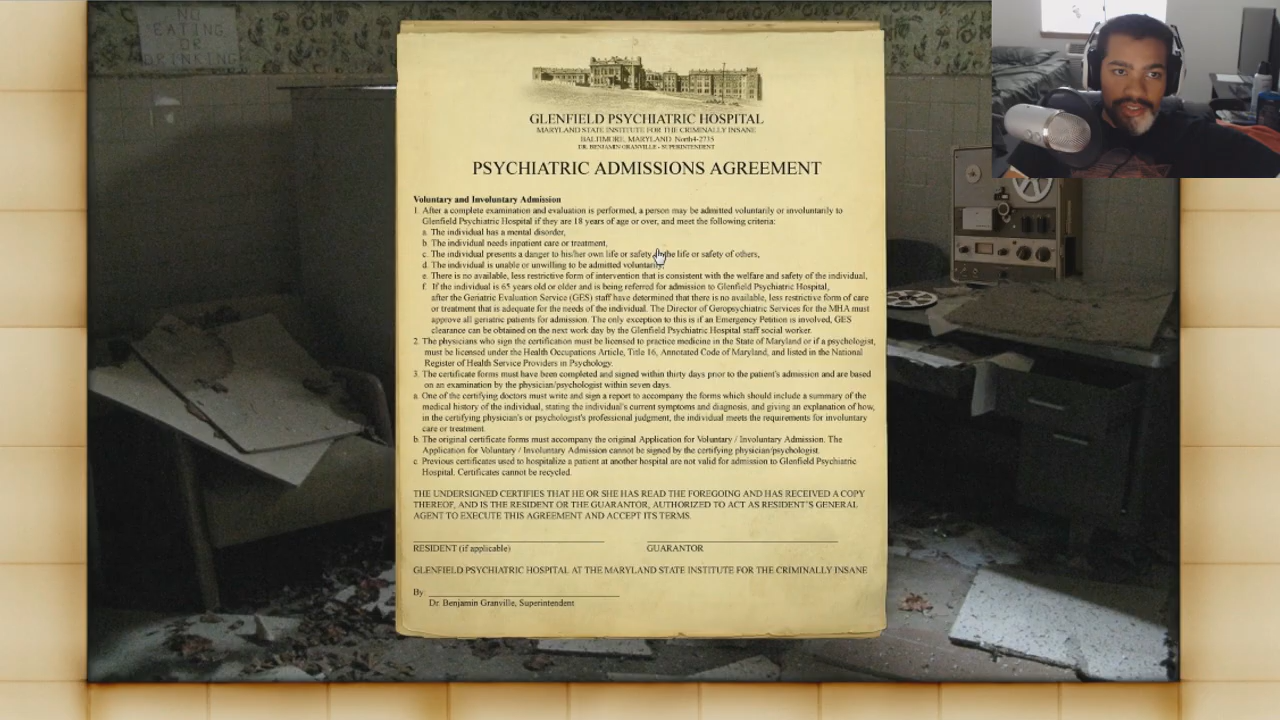 NO
EATING
OR
DRINKING
GLENFIELD PSYCHIATRIC HOSPITAL
MARYLAND STATE INSTITUTE FOR THE CRIMINALLY INSANE
BALTIMORE, MARYLAND North4-2735
DR. BENJAMIN GRANVILLE - SUPERINTENDENT
PSYCHIATRIC ADMISSIONS AGREEMENT
Voluntary and Involuntary Admission
1. After a complete examination and evaluation is performed, a person may be admitted voluntarily or involuntarily to
Glenfield Psychiatric Hospital if they are 18 years of age or over, and meet the following criteria:
a. The individual has a mental disorder,
b. The individual needs inpatient care or treatment,
c. The individual presents a danger to his/her own life or safety the life or safety of others,
d. The individual is unable or unwilling to be admitted voluntarily,
e. There is no available, less restrictive form of intervention that is consistent with the welfare and safety of the individual,
f. If the individual is 65 years old or older and is being referred for admission to Glenfield Psychiatric Hospital,
after the Geriatric Evaluation Service (GES) staff have determined that there is no available, less restrictive form of care
or treatment that is adequate for the needs of the individual. The Director of Geropsychiatric Services for the MHA must
approve all geriatric patients for admission. The only exception to this is if an Emergency Petition is involved, GES
clearance can be obtained on the next work day by the Glenfield Psychiatric Hospital staff social worker.
2. The physicians who sign the certification must be licensed to practice medicine in the State of Maryland or if a psychologist,
must be licensed under the Health Occupations Article, Title 16, Annotated Code of Maryland, and listed in the National
Register of Health Service Providers in Psychology.
3. The certificate forms must have been completed and signed within thirty days prior to the patient's admission and are based
on an examination by the physician/psychologist within seven days.
a. One of the certifying doctors must write and sign a report to accompany the forms which should include a summary of the
medical history of the individual, stating the individual's current symptoms and diagnosis, and giving an explanation of how,
in the certifying physician's or psychologist's professional judgment, the individual meets the requirements for involuntary
care or treatment.
b. The original certificate forms must accompany the original Application for Voluntary / Involuntary Admission. The
Application for Voluntary / Involuntary Admission cannot be signed by the certifying physician/psychologist.
c. Previous certificates used to hospitalize a patient at another hospital are not valid for admission to Glenfield Psychiatric
Hospital. Certificates cannot be recycled.
THE UNDERSIGNED CERTIFIES THAT HE OR SHE HAS READ THE FOREGOING AND HAS RECEIVED A COPY
THEREOF, AND IS THE RESIDENT OR THE GUARANTOR, AUTHORIZED TO ACT AS RESIDENT'S GENERAL
AGENT TO EXECUTE THIS AGREEMENT AND ACCEPT ITS TERMS.
RESIDENT (if applicable) GUARANTOR
GLENFIELD PSYCHIATRIC HOSPITAL AT THE MARYLAND STATE INSTITUTE FOR THE CRIMINALLY INSANE
By:
Dr. Benjamin Granville, Superintendent